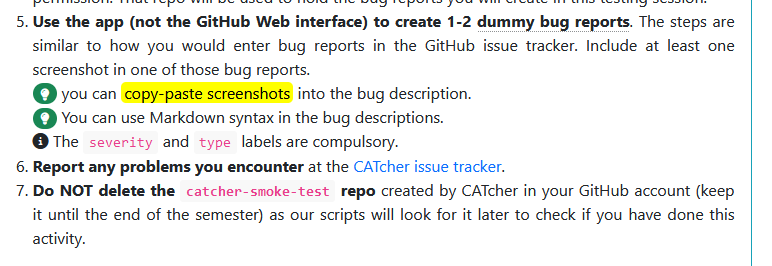 permission. That repo will be used to hold the bug reports you will create in this testing session.
5. Use the app (not the GitHub Web interface) to create 1-2 dummy bug reports. The steps are
similar to how you would enter bug reports in the GitHub issue tracker. Include at least one
screenshot in one of those bug reports.
you can copy-paste screenshots into the bug description.
You can use Markdown syntax in the bug descriptions.
The severity and type labels are compulsory.
6. Report any problems you encounter at the CATcher issue tracker.
7. Do NOT delete the catcher-smoke-test repo created by CATcher in your GitHub account (keep
it until the end of the semester) as our scripts will look for it later to check if you have done this
activity.